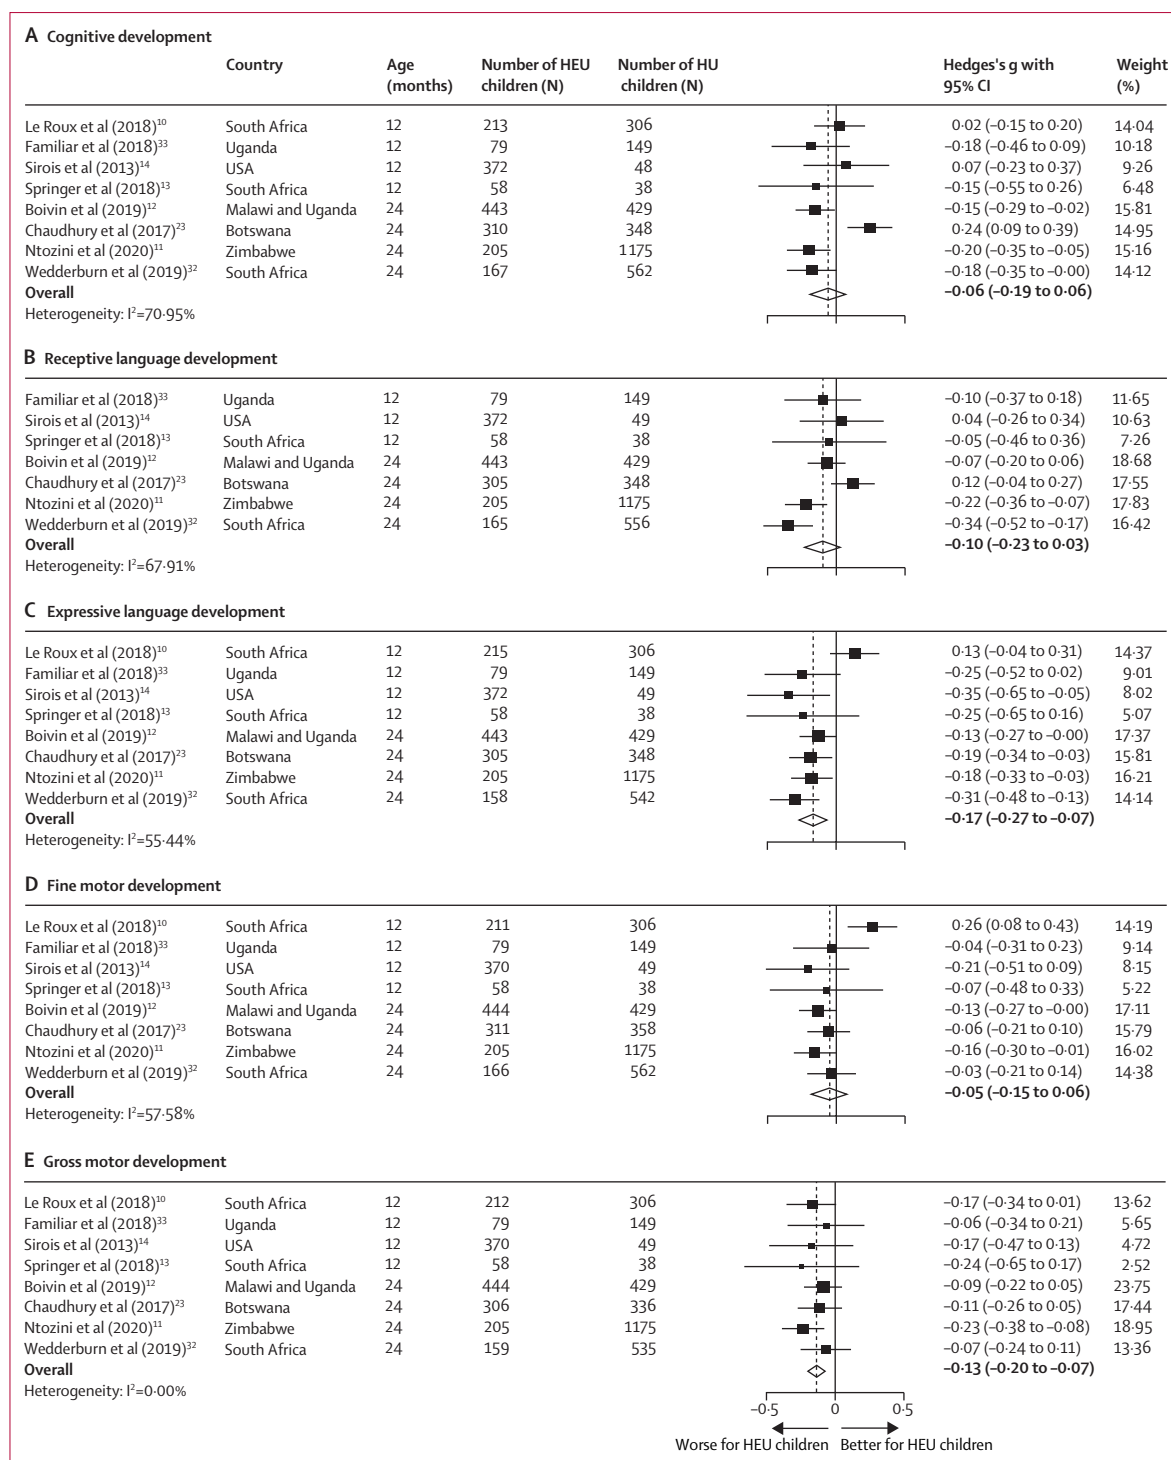 A Cognitive development
Country Age (months) Number of HEU children (N) Number of HU children (N) Hedges's g with 95% CI Weight (%)
Le Roux et al (2018)¹⁰ South Africa 12 213 306 0·02 (–0·15 to 0·20) 14·04
Familiar et al (2018)³³ Uganda 12 79 149 –0·18 (–0·46 to 0·09) 10·18
Sirois et al (2013)¹⁴ USA 12 372 48 0·07 (–0·23 to 0·37) 9·26
Springer et al (2018)¹³ South Africa 12 58 38 –0·15 (–0·55 to 0·26) 6·48
Boivin et al (2019)¹² Malawi and Uganda 24 443 429 –0·15 (–0·29 to –0·02) 15·81
Chaudhury et al (2017)²³ Botswana 24 310 348 0·24 (0·09 to 0·39) 14·95
Ntozini et al (2020)¹¹ Zimbabwe 24 205 1175 –0·20 (–0·35 to –0·05) 15·16
Wedderburn et al (2019)³² South Africa 24 167 562 –0·18 (–0·35 to –0·00) 14·12
Overall –0·06 (–0·19 to 0·06)
Heterogeneity: I²=70·95%
B Receptive language development
Familiar et al (2018)³³ Uganda 12 79 149 –0·10 (–0·37 to 0·18) 11·65
Sirois et al (2013)¹⁴ USA 12 372 49 0·04 (–0·26 to 0·34) 10·63
Springer et al (2018)¹³ South Africa 12 58 38 –0·05 (–0·46 to 0·36) 7·26
Boivin et al (2019)¹² Malawi and Uganda 24 443 429 –0·07 (–0·20 to 0·06) 18·68
Chaudhury et al (2017)²³ Botswana 24 305 348 0·12 (–0·04 to 0·27) 17·55
Ntozini et al (2020)¹¹ Zimbabwe 24 205 1175 –0·22 (–0·36 to –0·07) 17·83
Wedderburn et al (2019)³² South Africa 24 165 556 –0·34 (–0·52 to –0·17) 16·42
Overall –0·10 (–0·23 to 0·03)
Heterogeneity: I²=67·91%
C Expressive language development
Le Roux et al (2018)¹⁰ South Africa 12 215 306 0·13 (–0·04 to 0·31) 14·37
Familiar et al (2018)³³ Uganda 12 79 149 –0·25 (–0·52 to 0·02) 9·01
Sirois et al (2013)¹⁴ USA 12 372 49 –0·35 (–0·65 to –0·05) 8·02
Springer et al (2018)¹³ South Africa 12 58 38 –0·25 (–0·65 to 0·16) 5·07
Boivin et al (2019)¹² Malawi and Uganda 24 443 429 –0·13 (–0·27 to –0·00) 17·37
Chaudhury et al (2017)²³ Botswana 24 305 348 –0·19 (–0·34 to –0·03) 15·81
Ntozini et al (2020)¹¹ Zimbabwe 24 205 1175 –0·18 (–0·33 to –0·03) 16·21
Wedderburn et al (2019)³² South Africa 24 158 542 –0·31 (–0·48 to –0·13) 14·14
Overall –0·17 (–0·27 to –0·07)
Heterogeneity: I²=55·44%
D Fine motor development
Le Roux et al (2018)¹⁰ South Africa 12 211 306 0·26 (0·08 to 0·43) 14·19
Familiar et al (2018)³³ Uganda 12 79 149 –0·04 (–0·31 to 0·23) 9·14
Sirois et al (2013)¹⁴ USA 12 370 49 –0·21 (–0·51 to 0·09) 8·15
Springer et al (2018)¹³ South Africa 12 58 38 –0·07 (–0·48 to 0·33) 5·22
Boivin et al (2019)¹² Malawi and Uganda 24 444 429 –0·13 (–0·27 to –0·00) 17·11
Chaudhury et al (2017)²³ Botswana 24 311 358 –0·06 (–0·21 to 0·10) 15·79
Ntozini et al (2020)¹¹ Zimbabwe 24 205 1175 –0·16 (–0·30 to –0·01) 16·02
Wedderburn et al (2019)³² South Africa 24 166 562 –0·03 (–0·21 to 0·14) 14·38
Overall –0·05 (–0·15 to 0·06)
Heterogeneity: I²=57·58%
E Gross motor development
Le Roux et al (2018)¹⁰ South Africa 12 212 306 –0·17 (–0·34 to 0·01) 13·62
Familiar et al (2018)³³ Uganda 12 79 149 –0·06 (–0·34 to 0·21) 5·65
Sirois et al (2013)¹⁴ USA 12 370 49 –0·17 (–0·47 to 0·13) 4·72
Springer et al (2018)¹³ South Africa 12 58 38 –0·24 (–0·65 to 0·17) 2·52
Boivin et al (2019)¹² Malawi and Uganda 24 444 429 –0·09 (–0·22 to 0·05) 23·75
Chaudhury et al (2017)²³ Botswana 24 306 336 –0·11 (–0·26 to 0·05) 17·44
Ntozini et al (2020)¹¹ Zimbabwe 24 205 1175 –0·23 (–0·38 to –0·08) 18·95
Wedderburn et al (2019)³² South Africa 24 159 535 –0·07 (–0·24 to 0·11) 13·36
Overall –0·13 (–0·20 to –0·07)
Heterogeneity: I²=0·00%
–0·5 0 0·5
Worse for HEU children Better for HEU children